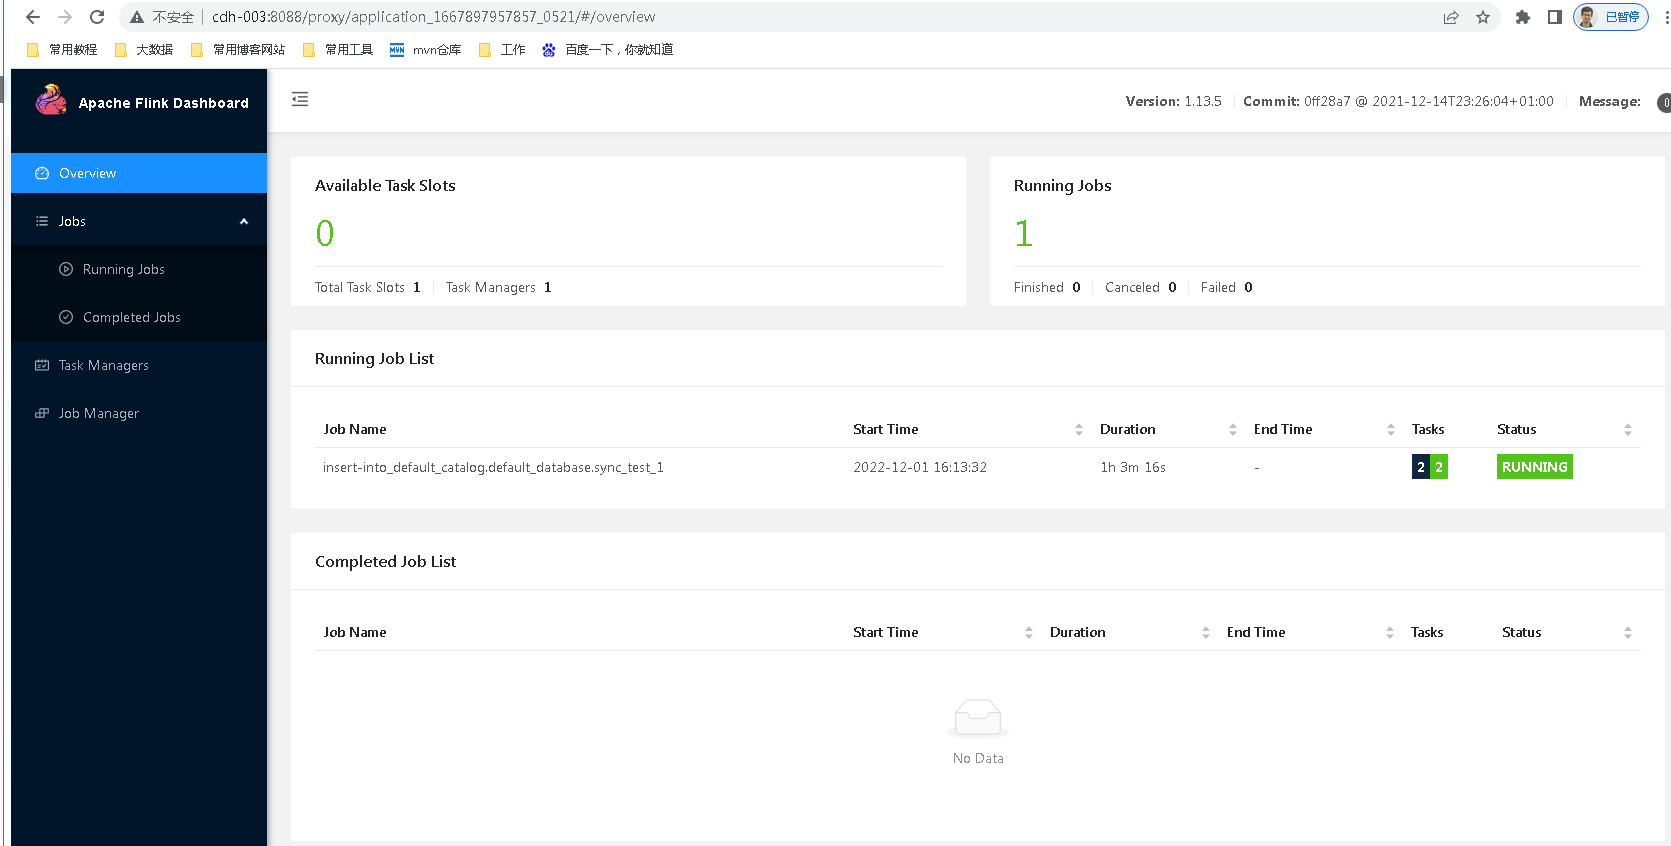 不安全 cdh-003:8088/proxy/application_1667897957857_0521/#/overview 已暂停
常用教程 大数据 常用博客网站 常用工具 MVN mvn仓库 工作 百度一下，你就知道
Apache Flink Dashboard
Version: 1.13.5 Commit: 0ff28a7 @ 2021-12-14T23:26:04+01:00 Message: 0
Overview
Jobs
Running Jobs
Completed Jobs
Task Managers
Job Manager
Available Task Slots
0
Total Task Slots 1 Task Managers 1
Running Jobs
1
Finished 0 Canceled 0 Failed 0
Running Job List
Job Name Start Time Duration End Time Tasks Status
insert-into_default_catalog.default_database.sync_test_1 2022-12-01 16:13:32 1h 3m 16s - 2 2 RUNNING
Completed Job List
Job Name Start Time Duration End Time Tasks Status
No Data